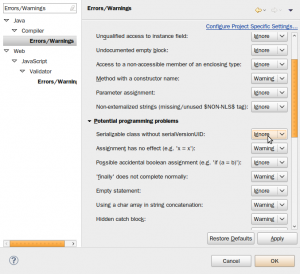 Errors/Warnings
Errors/Warnings
Java
Compiler
Errors/Warnings
Web
JavaScript
Validator
Errors/Warnin
Configure Project Specific Settings...
Unqualified access to instance field: Ignore
Undocumented empty block: Ignore
Access to a non-accessible member of an enclosing type: Ignore
Method with a constructor name: Warning
Parameter assignment: Ignore
Non-externalized strings (missing/unused $NON-NLS$ tag): Ignore
Potential programming problems
Serializable class without serialVersionUID: Ignore
Assignment has no effect (e.g. 'x = x'): Warning
Possible accidental boolean assignment (e.g. 'if (a = b)'): Warning
'finally' does not complete normally: Warning
Empty statement: Ignore
Using a char array in string concatenation: Warning
Hidden catch block: Warning
Restore Defaults Apply
Cancel OK